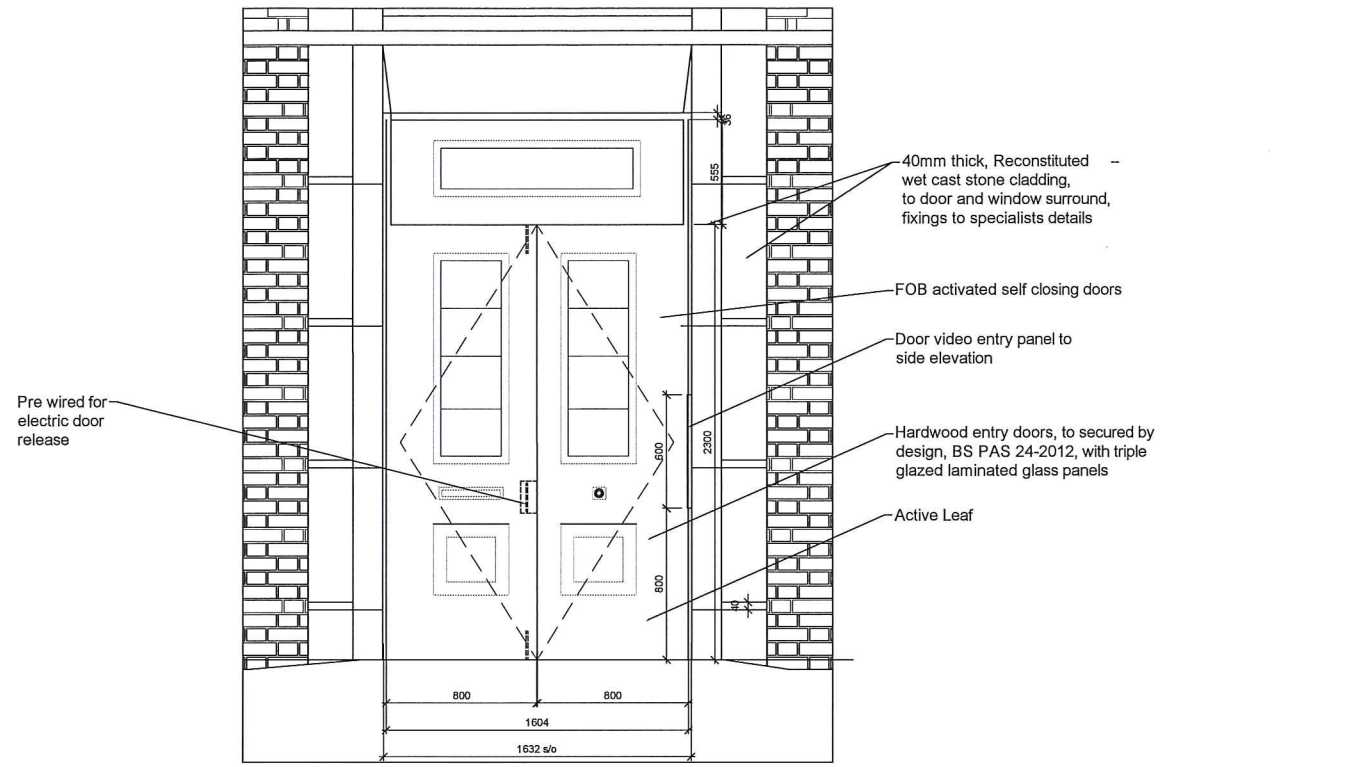 36
555
40mm thick, Reconstituted
wet cast stone cladding,
to door and window surround,
fixings to specialists details
FOB activated self closing doors
Door video entry panel to
side elevation
Pre wired for
electric door
release
600
2300
Hardwood entry doors, to secured by
design, BS PAS 24-2012, with triple
glazed laminated glass panels
Active Leaf
800
40
800
800
1604
1632 s/o